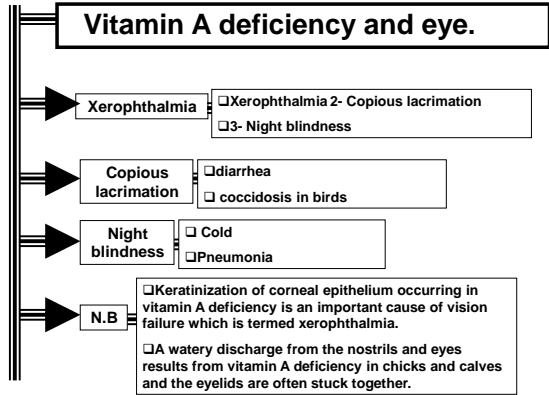 Vitamin A deficiency and eye.
Xerophthalmia
❑Xerophthalmia 2- Copious lacrimation
❑3- Night blindness
Copious
lacrimation
❑diarrhea
❑ coccidosis in birds
Night
blindness
❑ Cold
❑Pneumonia
N.B
❑Keratinization of corneal epithelium occurring in
vitamin A deficiency is an important cause of vision
failure which is termed xerophthalmia.
❑A watery discharge from the nostrils and eyes
results from vitamin A deficiency in chicks and calves
and the eyelids are often stuck together.